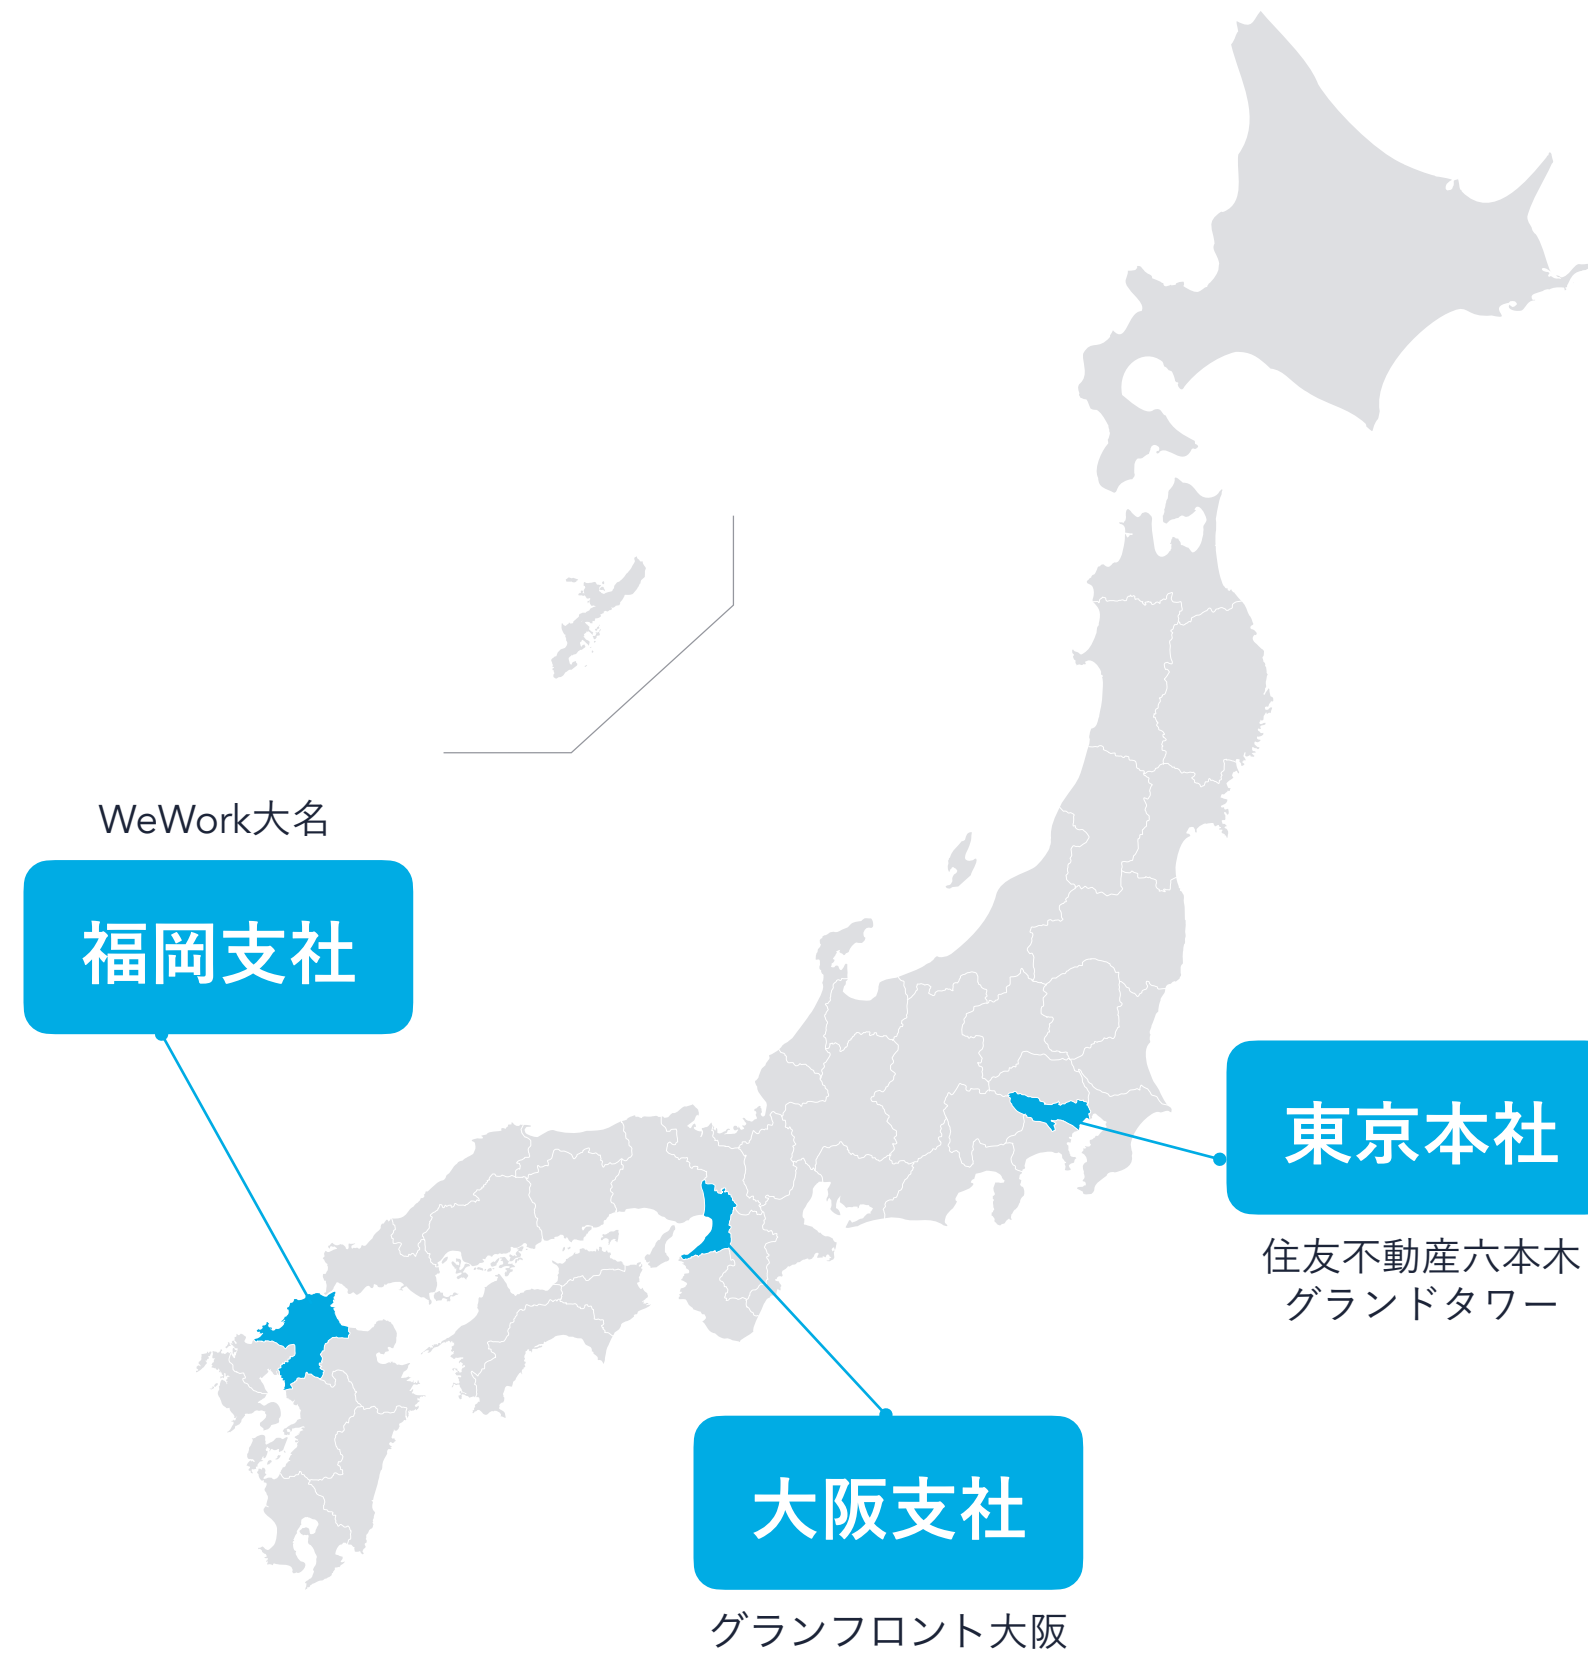 WeWork大名
福岡支社
東京本社
住友不動産六本木
グランドタワー
大阪支社
グランフロント大阪